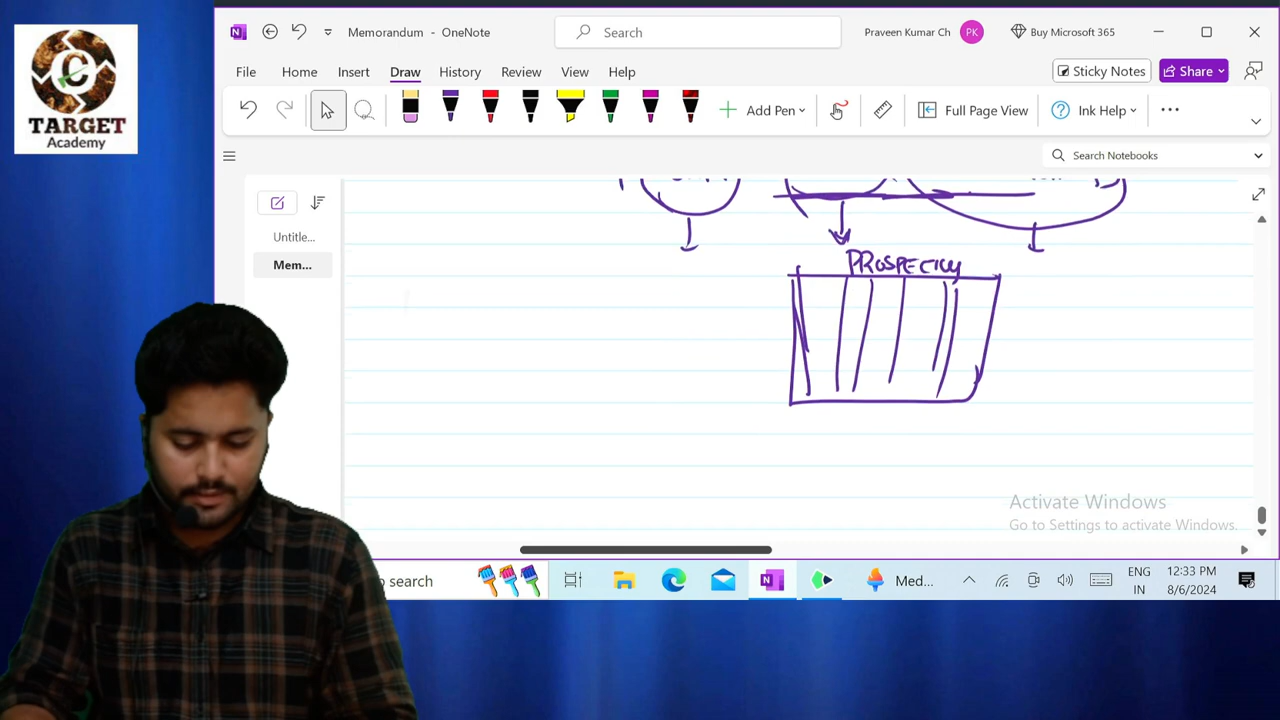 TARGET
Academy
Memorandum - OneNote
Search
Praveen Kumar Ch
PK
Buy Microsoft 365
File
Home
Insert
Draw
History
Review
View
Help
Sticky Notes
Share
Add Pen
Full Page View
Ink Help
Search Notebooks
Untitle...
Mem...
Activate Windows
Go to Settings to activate Windows.
o search
Med...
ENG
IN
12:33 PM
8/6/2024